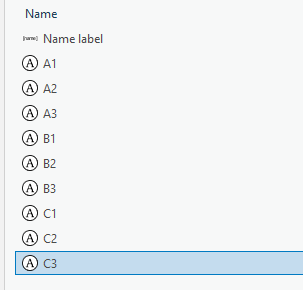 Name
[name] Name label
A A1
A A2
A A3
A B1
A B2
A B3
A C1
A C2
A C3